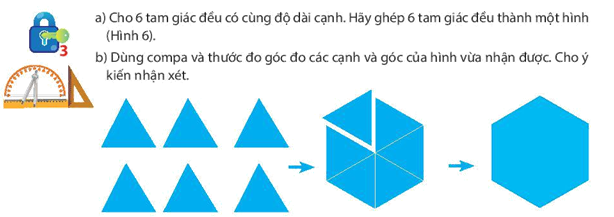 a) Cho 6 tam giác đều có cùng độ dài cạnh. Hãy ghép 6 tam giác đều thành một hình
(Hình 6).
3
b) Dùng compa và thước đo góc đo các cạnh và góc của hình vừa nhận được. Cho ý
kiến nhận xét.